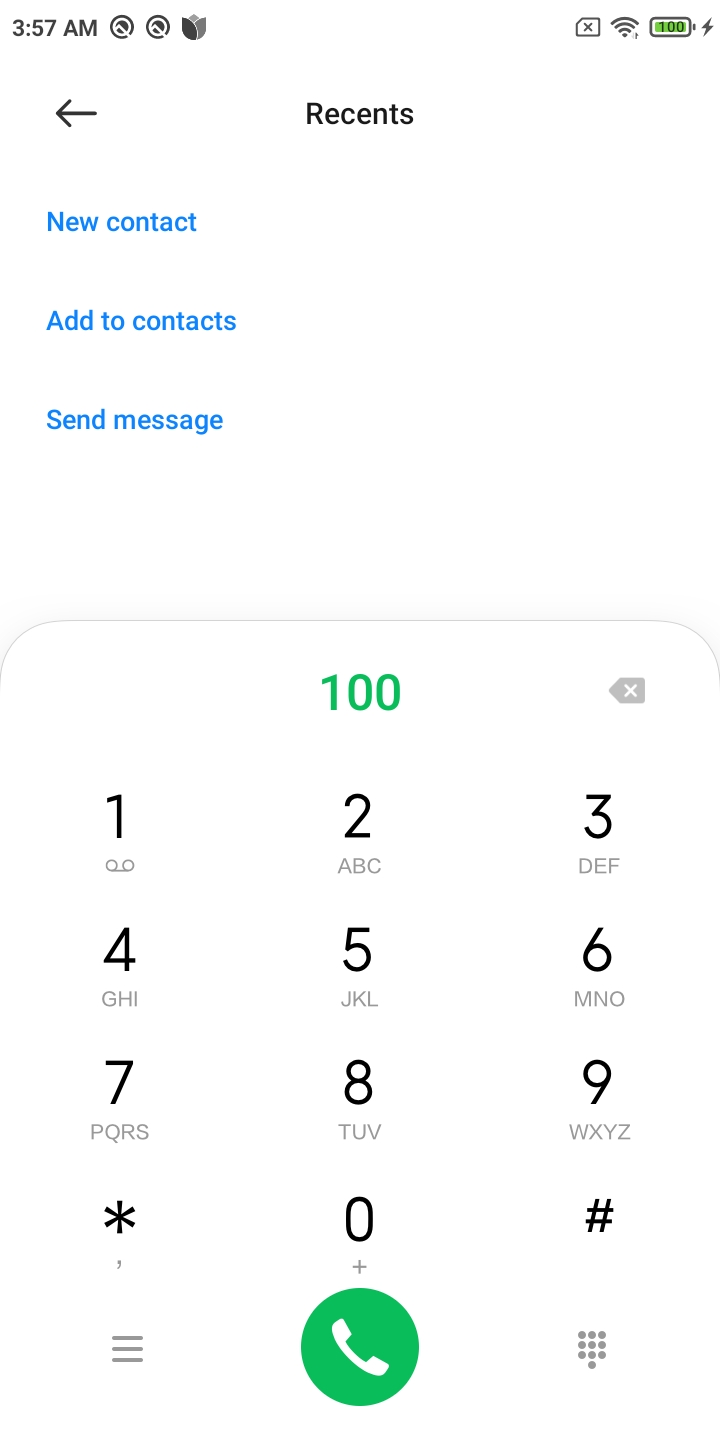 3:57 AM
100
Recents
New contact
Add to contacts
Send message
100
1 2 3
ABC DEF
4 5 6
GHI JKL MNO
7 8 9
PQRS TUV WXYZ
* 0 #
, +